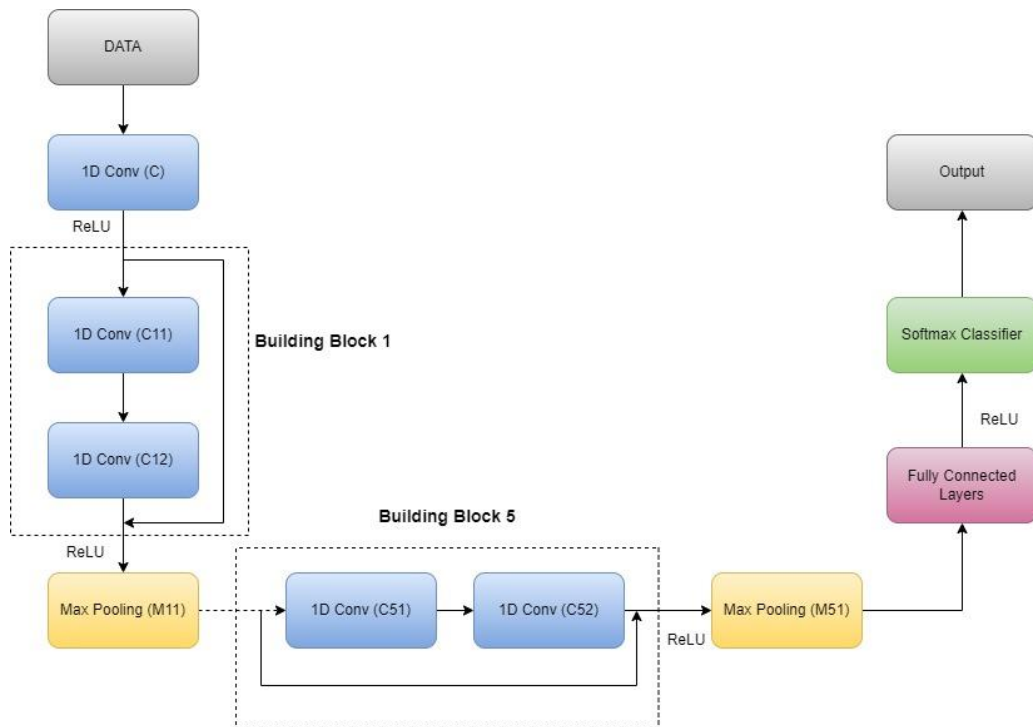 DATA
1D Conv (C)
ReLU
1D Conv (C11)
Building Block 1
1D Conv (C12)
ReLU
Max Pooling (M11)
Building Block 5
1D Conv (C51)
1D Conv (C52)
ReLU
Max Pooling (M51)
Fully Connected
Layers
ReLU
Softmax Classifier
Output